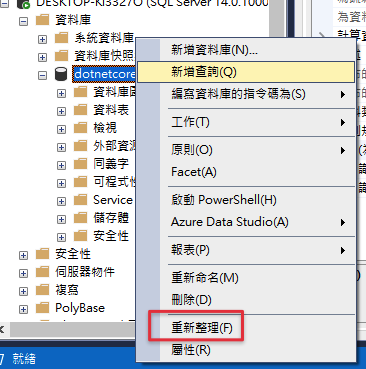 DESKTOP-KI3327O (SQL Server 14.0.1000
資料庫
系統資料庫
資料庫快照
dotnetcore
資料庫圖
資料表
檢視
外部資源
同義字
可程式性
Service
儲存體
安全性
安全性
伺服器物件
複寫
PolyBase
就緒
新增資料庫(N)...
新增查詢(Q)
編寫資料庫的指令碼為(S)
工作(T)
原則(O)
Facet(A)
啟動 PowerShell(H)
Azure Data Studio(A)
報表(P)
重新命名(M)
刪除(D)
重新整理(F)
屬性(R)
為資
計算